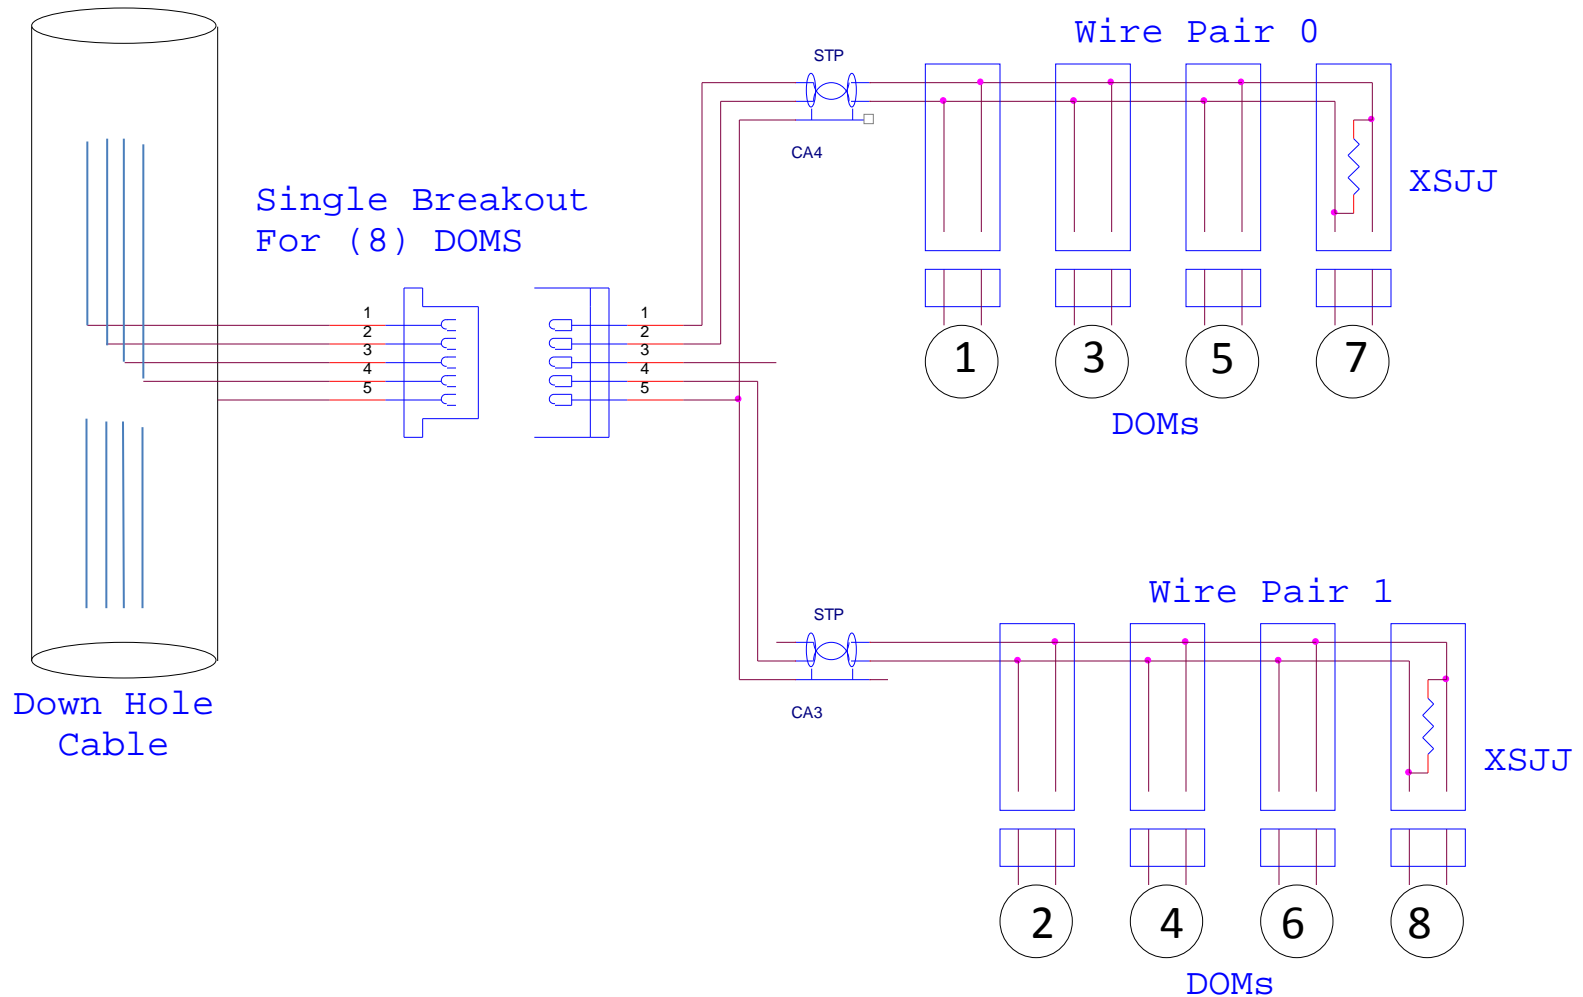 Wire Pair 0
STP
CA4
XSJJ
Single Breakout
For (8) DOMS
1
2
3
4
5
1
2
3
4
5
1
3
5
7
DOMs
Wire Pair 1
STP
CA3
XSJJ
Down Hole
Cable
2
4
6
8
DOMs